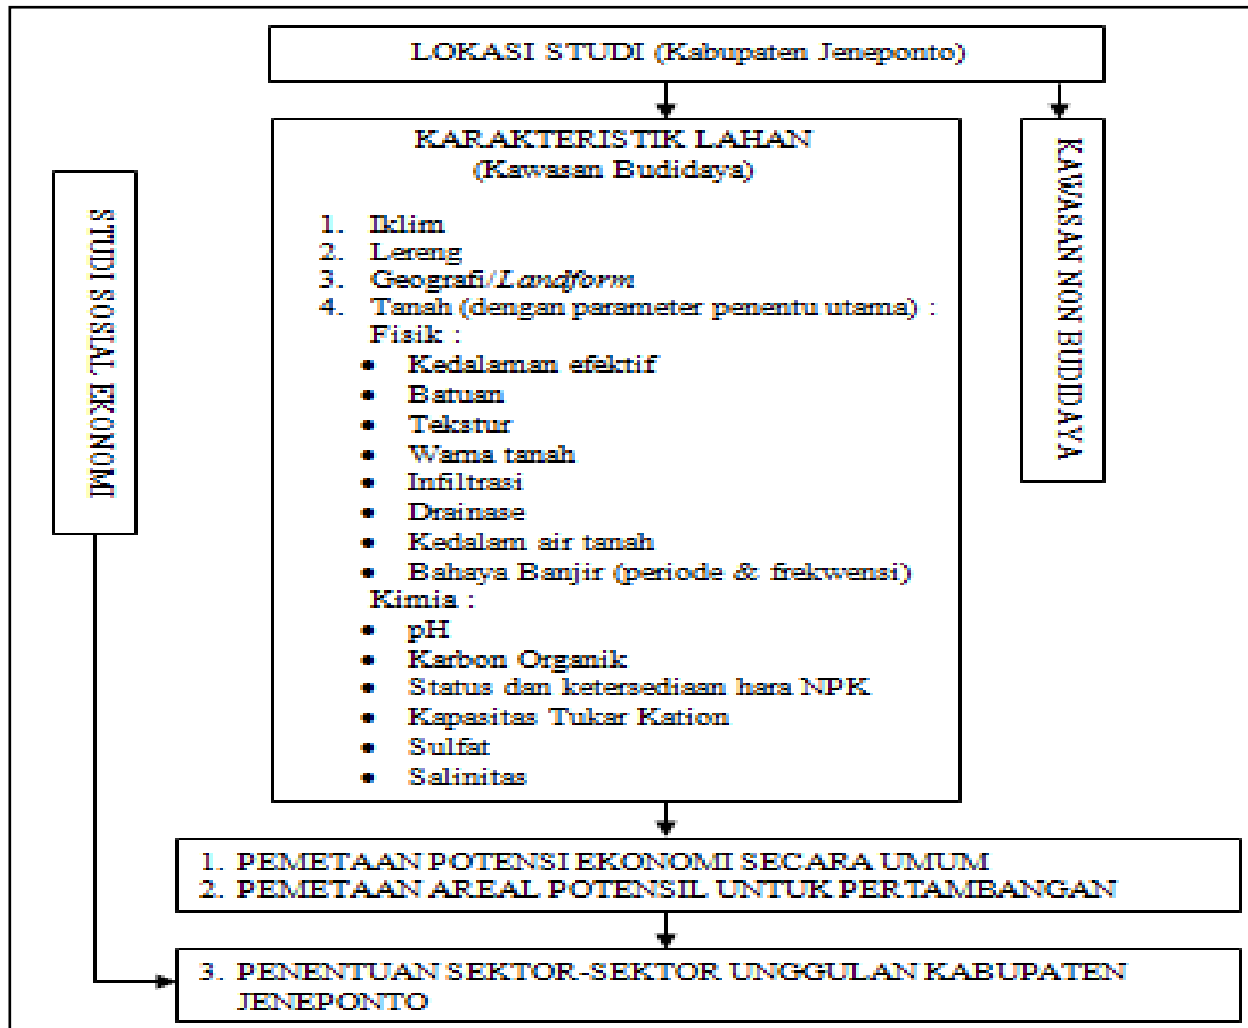 LOKASI STUDI (Kabupaten Jeneponto)
KARAKTERISTIK LAHAN
(Kawasan Budidaya)
1. Iklim
2. Lereng
3. Geografi/Landform
4. Tanah (dengan parameter penentu utama) :
Fisik :
• Kedalaman efektif
• Batuan
• Tekstur
• Warna tanah
• Infiltrasi
• Drainase
• Kedalam air tanah
• Bahaya Banjir (periode & frekwensi)
Kimia :
• pH
• Karbon Organik
• Status dan ketersediaan hara NPK
• Kapasitas Tukar Kation
• Sulfat
• Salinitas
KAWASAN NON BUDIDAYA
STUDI SOSIAL EKONOMI
1. PEMETAAN POTENSI EKONOMI SECARA UMUM
2. PEMETAAN AREAL POTENSIL UNTUK PERTAMBANGAN
3. PENENTUAN SEKTOR-SEKTOR UNGGULAN KABUPATEN
JENEPONTO